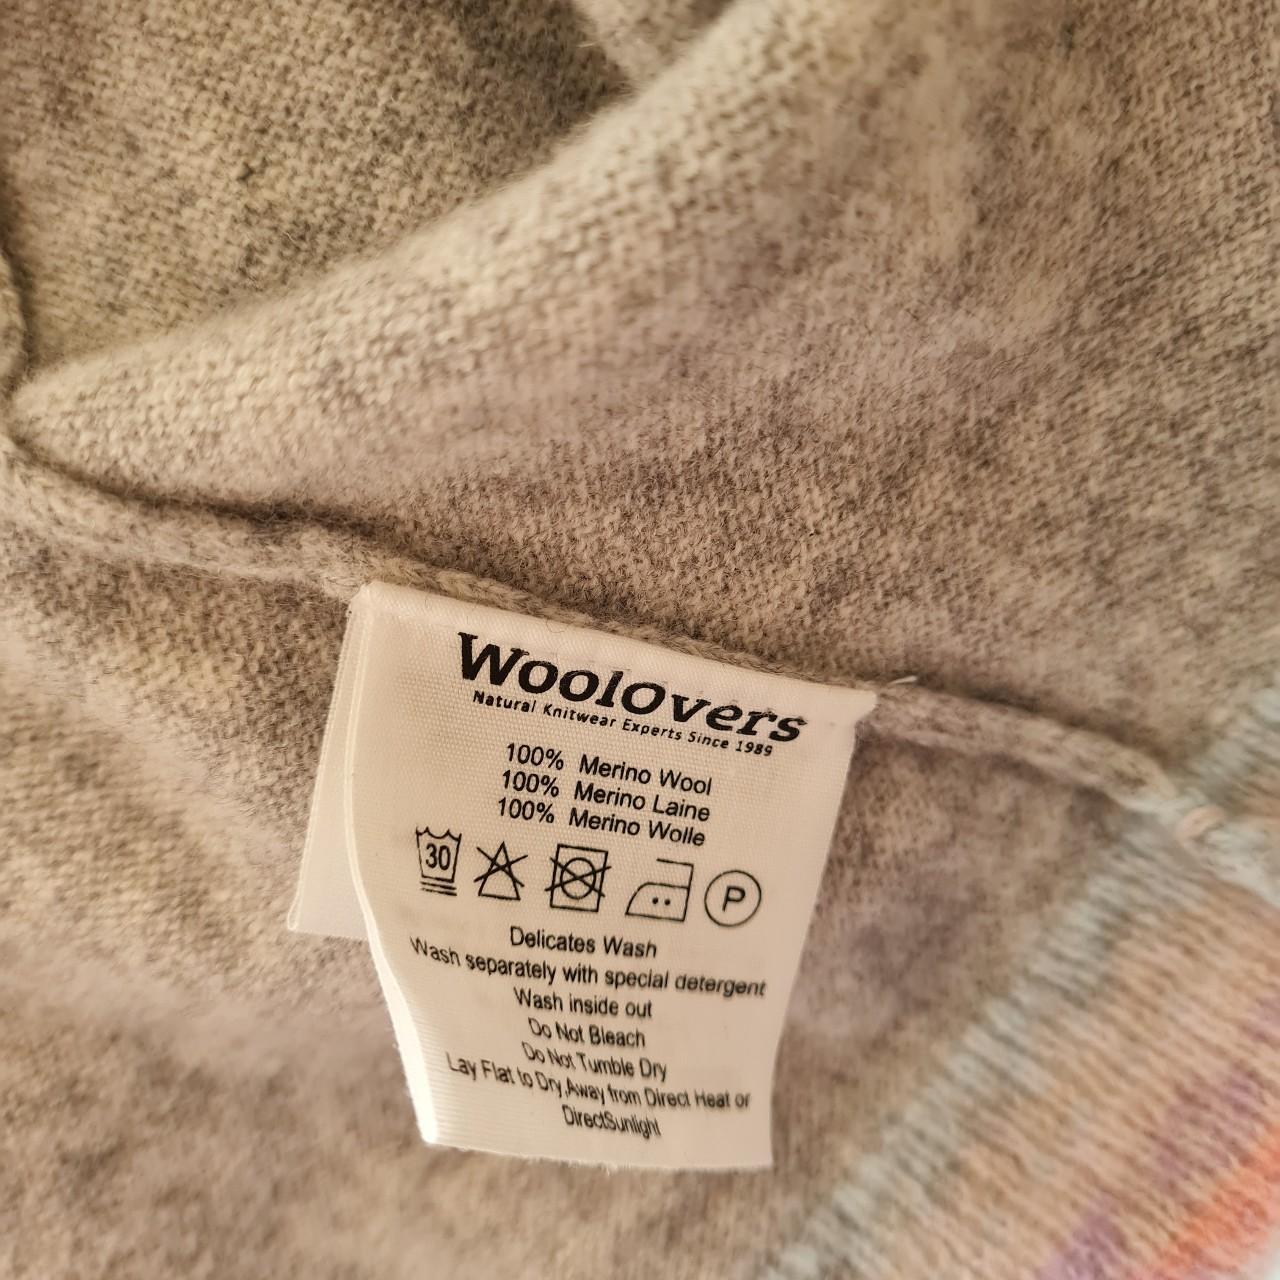 WoolOvers
Natural Knitwear Experts Since 1989
100% Merino Wool
100% Merino Laine
100% Merino Wolle
30 P
Delicates Wash
Wash separately with special detergent
Wash inside out
Do Not Bleach
Do Not Tumble Dry
Lay Flat to Dry,Away from Direct Heat or
DirectSunlight